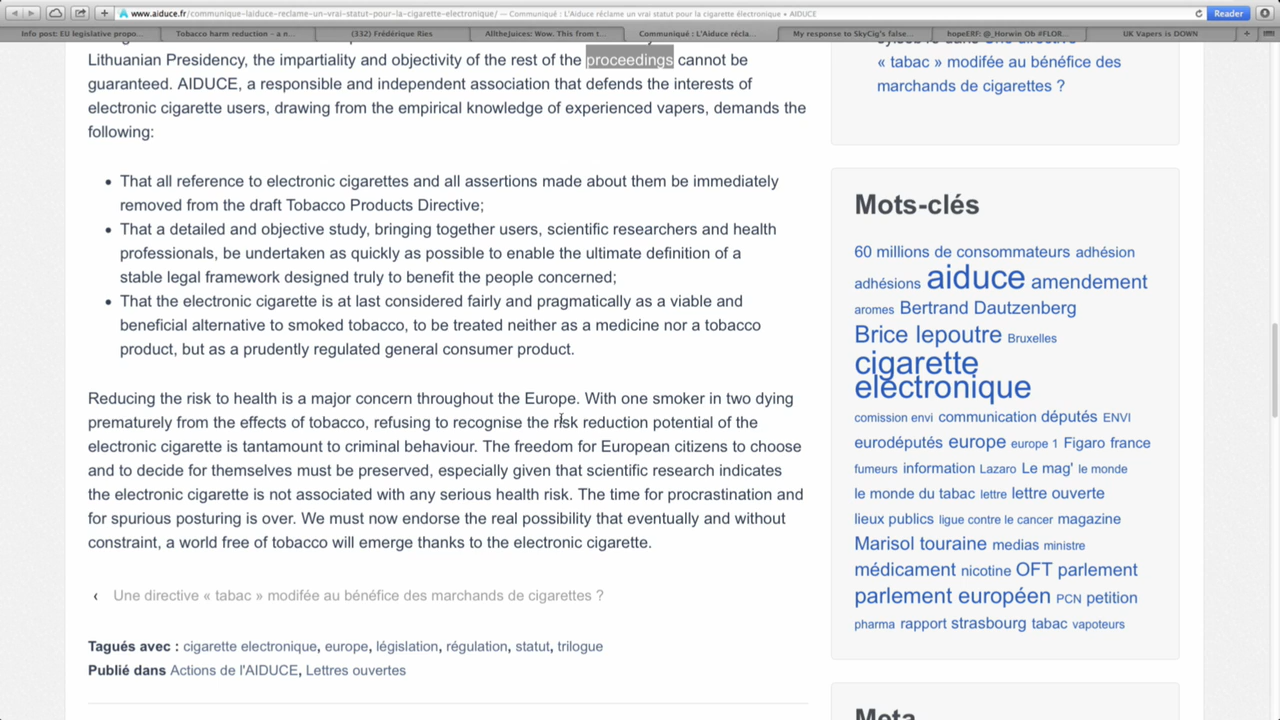 www.aiduce.fr/communique-laiduce-reclame-un-vrai-statut-pour-la-cigarette-electronique/ — Communiqué : L'Aiduce réclame un vrai statut pour la cigarette électronique • AIDUCE
Reader
Info post: EU legislative propo...
Tobacco harm reduction - a n...
(332) Frédérique Ries
Allthejuices: Wow. This from t...
Communiqué : L'Aiduce récla...
My response to SkyCig's false...
hopeERF: @_Horwin Ob #FLOR...
UK Vapers is DOWN
Lithuanian Presidency, the impartiality and objectivity of the rest of the proceedings cannot be
guaranteed. AIDUCE, a responsible and independent association that defends the interests of
electronic cigarette users, drawing from the empirical knowledge of experienced vapers, demands the
following:
That all reference to electronic cigarettes and all assertions made about them be immediately
removed from the draft Tobacco Products Directive;
That a detailed and objective study, bringing together users, scientific researchers and health
professionals, be undertaken as quickly as possible to enable the ultimate definition of a
stable legal framework designed truly to benefit the people concerned;
That the electronic cigarette is at last considered fairly and pragmatically as a viable and
beneficial alternative to smoked tobacco, to be treated neither as a medicine nor a tobacco
product, but as a prudently regulated general consumer product.
Reducing the risk to health is a major concern throughout the Europe. With one smoker in two dying
prematurely from the effects of tobacco, refusing to recognise the risk reduction potential of the
electronic cigarette is tantamount to criminal behaviour. The freedom for European citizens to choose
and to decide for themselves must be preserved, especially given that scientific research indicates
the electronic cigarette is not associated with any serious health risk. The time for procrastination and
for spurious posturing is over. We must now endorse the real possibility that eventually and without
constraint, a world free of tobacco will emerge thanks to the electronic cigarette.
‹ Une directive « tabac » modifée au bénéfice des marchands de cigarettes ?
Tagués avec : cigarette electronique, europe, législation, régulation, statut, trilogue
Publié dans Actions de l'AIDUCE, Lettres ouvertes
« tabac » modifée au bénéfice des
marchands de cigarettes ?
Mots-clés
60 millions de consommateurs adhésion
adhésions aiduce amendement
aromes Bertrand Dautzenberg
Brice lepoutre Bruxelles
cigarette
electronique
comission envi communication députés ENVI
eurodéputés europe europe 1 Figaro france
fumeurs information Lazaro Le mag' le monde
le monde du tabac lettre lettre ouverte
lieux publics ligue contre le cancer magazine
Marisol touraine medias ministre
médicament nicotine OFT parlement
parlement européen PCN petition
pharma rapport strasbourg tabac vapoteurs
Meta